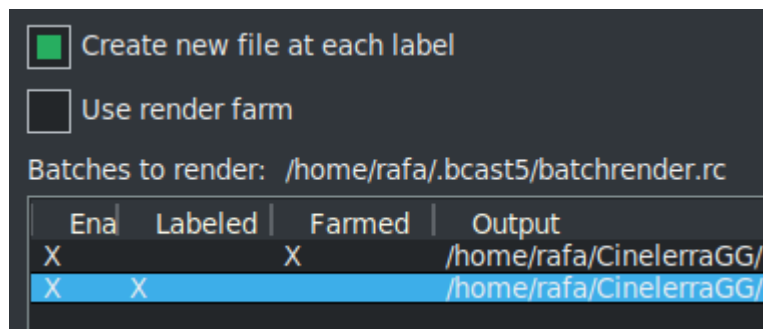 Create new file at each label
Use render farm
Batches to render: /home/rafa/.bcast5/batchrender.rc
Ena Labeled Farmed Output
X X /home/rafa/CinelerraGG/
X X /home/rafa/CinelerraGG/